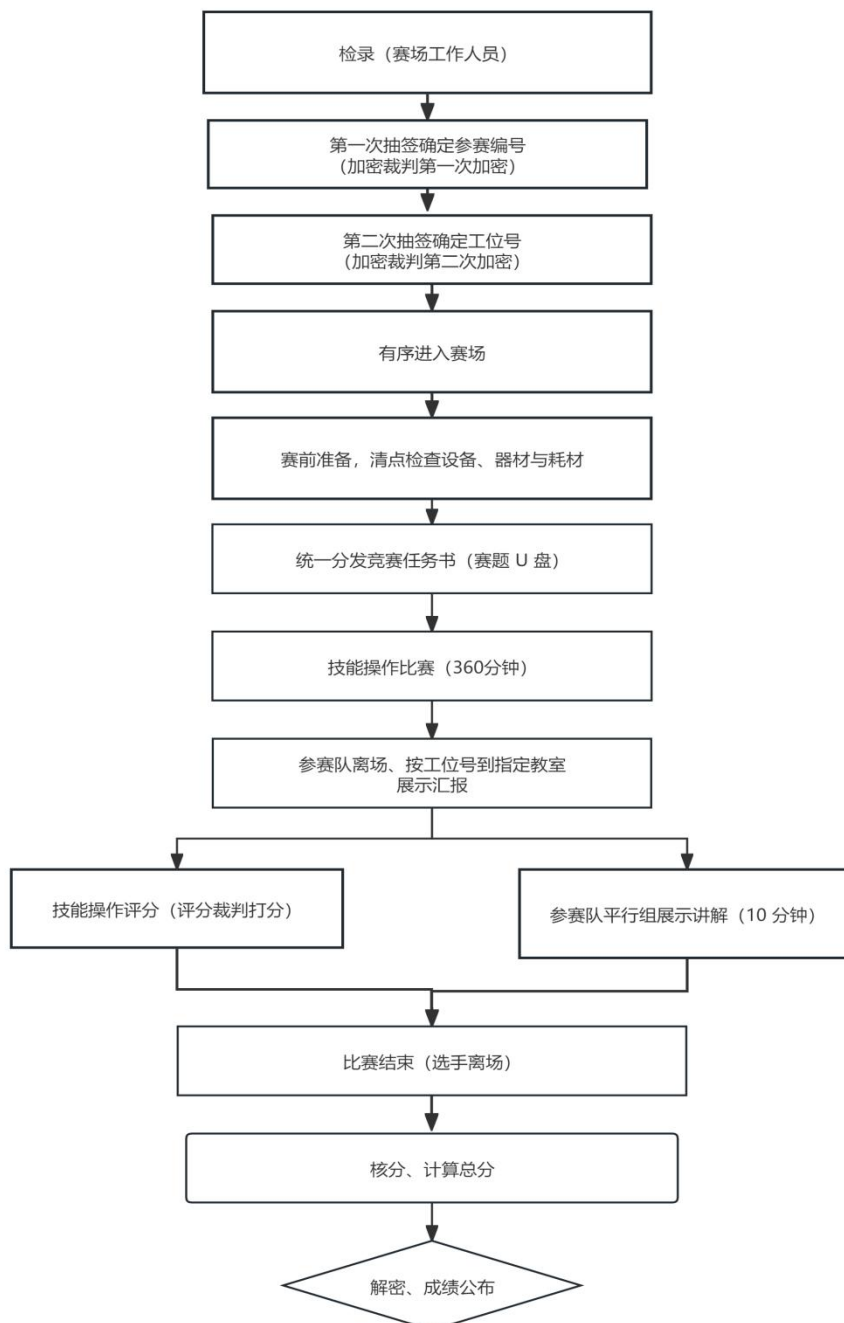 检录（赛场工作人员）
第一次抽签确定参赛编号
（加密裁判第一次加密）
第二次抽签确定工位号
（加密裁判第二次加密）
有序进入赛场
赛前准备，清点检查设备、器材与耗材
统一分发竞赛任务书（赛题 U 盘）
技能操作比赛（360分钟）
参赛队离场、按工位号到指定教室
展示汇报
技能操作评分（评分裁判打分）
参赛队平行组展示讲解（10 分钟）
比赛结束（选手离场）
核分、计算总分
解密、成绩公布